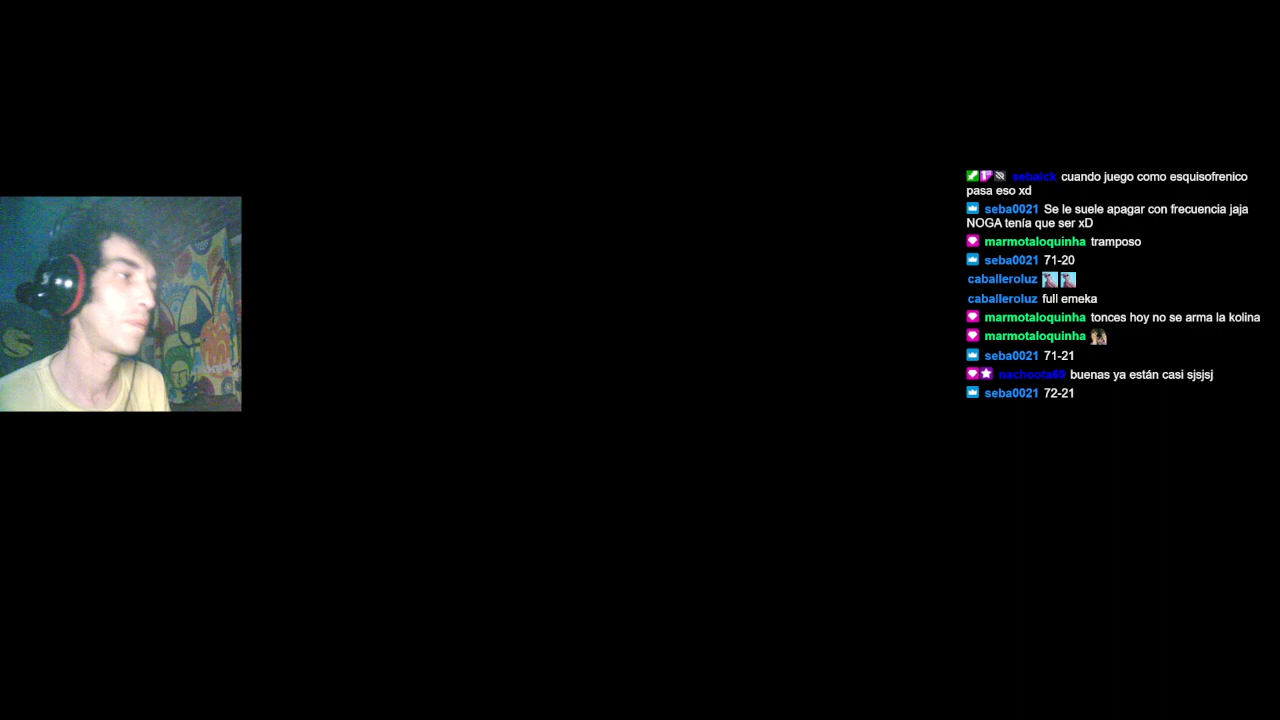 sebalck cuando juego como esquisofrenico
pasa eso xd
seba0021 Se le suele apagar con frecuencia jaja
NOGA tenía que ser xD
marmotaloquinha tramposo
seba0021 71-20
caballeroluz
caballeroluz full emeka
marmotaloquinha tonces hoy no se arma la kolina
marmotaloquinha
seba0021 71-21
nachoota69 buenas ya están casi sjsjsj
seba0021 72-21